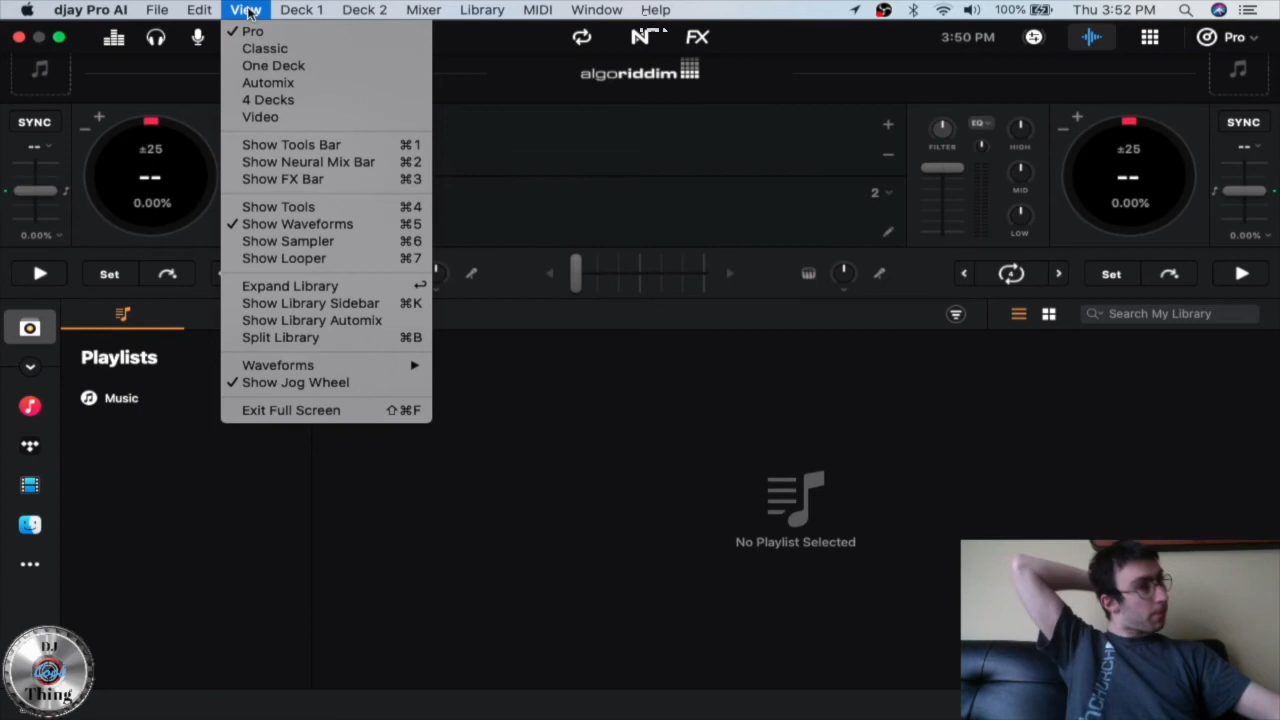 djay Pro AI File Edit View Deck 1 Deck 2 Mixer Library MIDI Window Help 100% Thu 3:52 PM
N FX 3:50 PM Pro
algoriddim
Pro
Classic
One Deck
Automix
4 Decks
Video
Show Tools Bar ⌘1
Show Neural Mix Bar ⌘2
Show FX Bar ⌘3
Show Tools ⌘4
Show Waveforms ⌘5
Show Sampler ⌘6
Show Looper ⌘7
Expand Library ↩
Show Library Sidebar ⌘K
Show Library Automix
Split Library ⌘B
Waveforms
Show Jog Wheel
Exit Full Screen ⇧⌘F
SYNC
--
0.00%
±25
--
0.00%
2
FILTER
EQ
HIGH
MID
LOW
±25
--
0.00%
SYNC
--
0.00%
Set
4
Set
Search My Library
Playlists
Music
No Playlist Selected
DJ
Thing
CHURCH